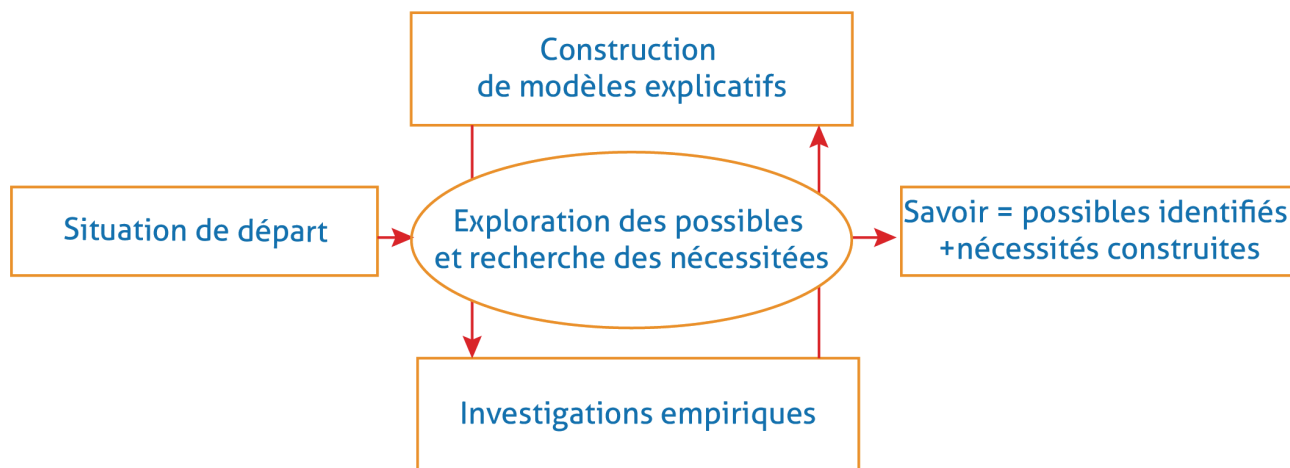 Construction
de modèles explicatifs
Situation de départ
Exploration des possibles
et recherche des nécessitées
Savoir = possibles identifiés
+nécessités construites
Investigations empiriques